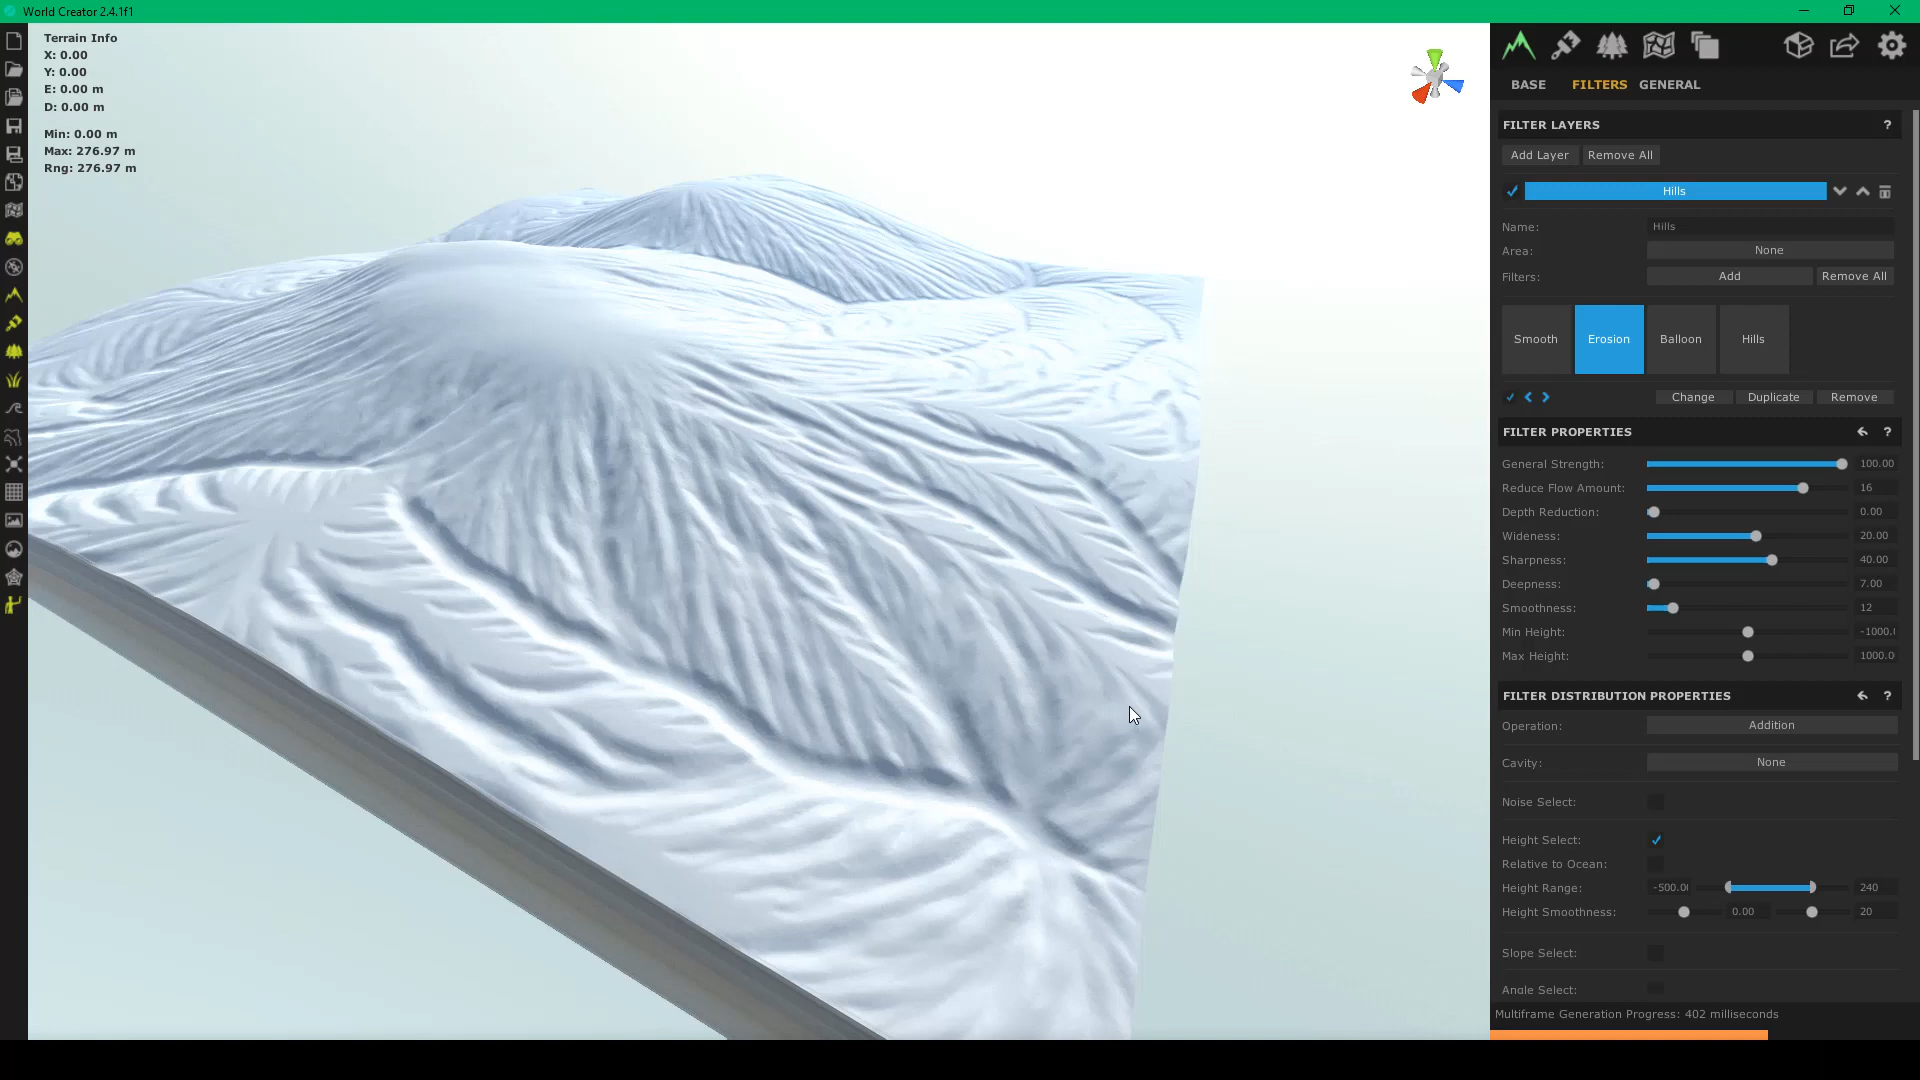 World Creator 2.4.1f1
Terrain Info
X: 0.00
Y: 0.00
E: 0.00 m
D: 0.00 m
Min: 0.00 m
Max: 276.97 m
Rng: 276.97 m
BASE FILTERS GENERAL
FILTER LAYERS ?
Add Layer Remove All
Hills
Name: Hills
Area: None
Filters: Add Remove All
Smooth Erosion Balloon Hills
Change Duplicate Remove
FILTER PROPERTIES ?
General Strength: 100.00
Reduce Flow Amount: 16
Depth Reduction: 0.00
Wideness: 20.00
Sharpness: 40.00
Deepness: 7.00
Smoothness: 12
Min Height: -1000.(
Max Height: 1000.0
FILTER DISTRIBUTION PROPERTIES ?
Operation: Addition
Cavity: None
Noise Select:
Height Select:
Relative to Ocean:
Height Range: -500.0( 240
Height Smoothness: 0.00 20
Slope Select:
Angle Select:
Multiframe Generation Progress: 402 milliseconds